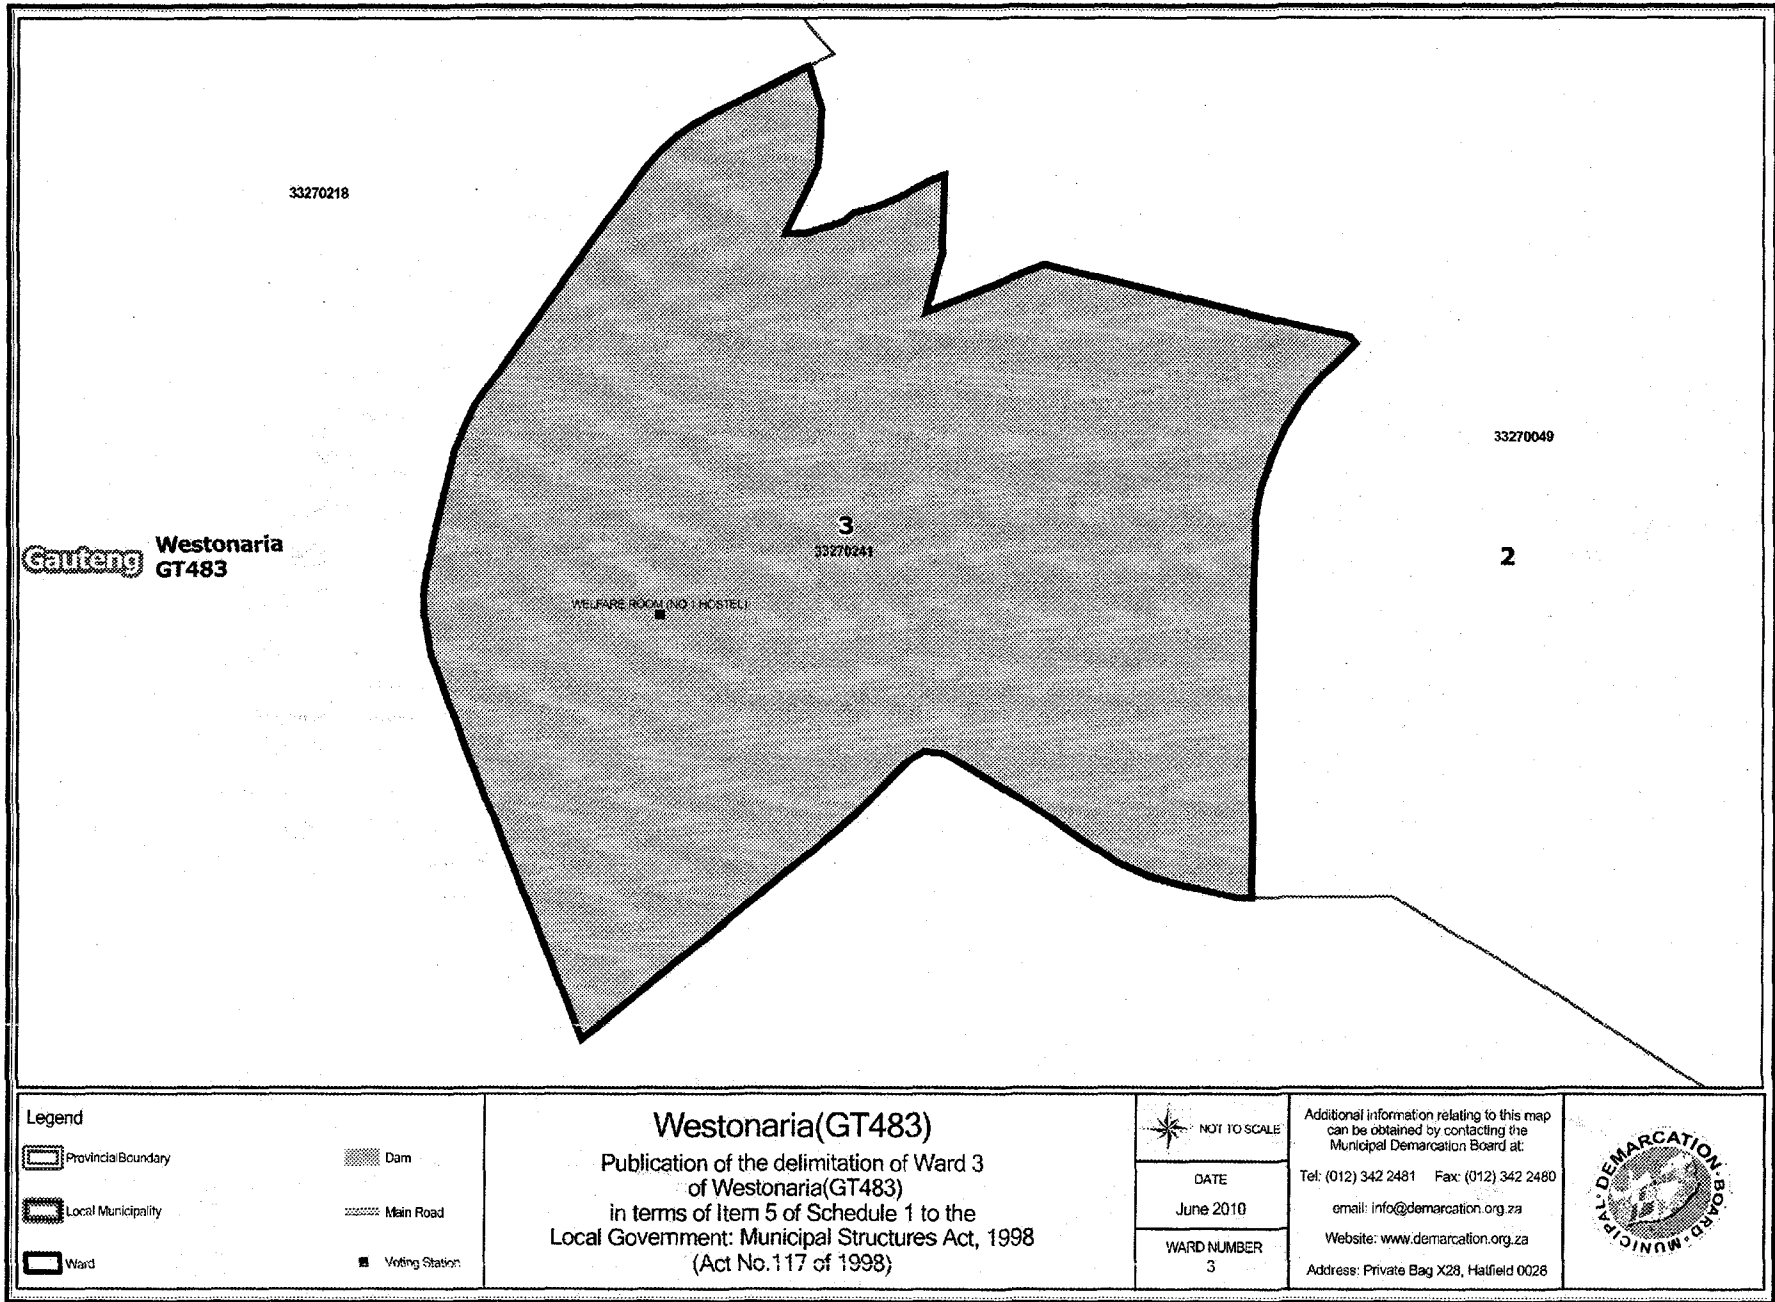 33270218
33270049
3
33270241
Gauteng
Westonaria
GT483
2
WELFARE ROOM (NO 1 HOSTEL)
Legend
Provincial Boundary
Dam
Local Municipality
Main Road
Ward
Voting Station
Westonaria(GT483)
Publication of the delimitation of Ward 3
of Westonaria(GT483)
in terms of Item 5 of Schedule 1 to the
Local Government: Municipal Structures Act, 1998
(Act No.117 of 1998)
NOT TO SCALE
DATE
June 2010
WARD NUMBER
3
Additional information relating to this map
can be obtained by contacting the
Municipal Demarcation Board at:
Tel: (012) 342 2481 Fax: (012) 342 2480
email: info@demarcation.org.za
Website: www.demarcation.org.za
Address: Private Bag X28, Hatfield 0028
MUNICIPAL DEMARCATION BOARD